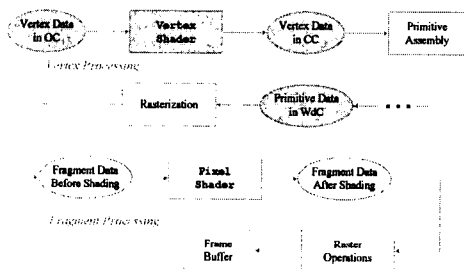 Vertex Data
in OC
Vertex
Shader
Vertex Data
in CC
Primitive
Assembly
Vertex Processing
Rasterization
Primitive Data
in WdC
Fragment Data
Before Shading
Pixel
Shader
Fragment Data
After Shading
Fragment Processing
Frame
Buffer
Raster
Operations